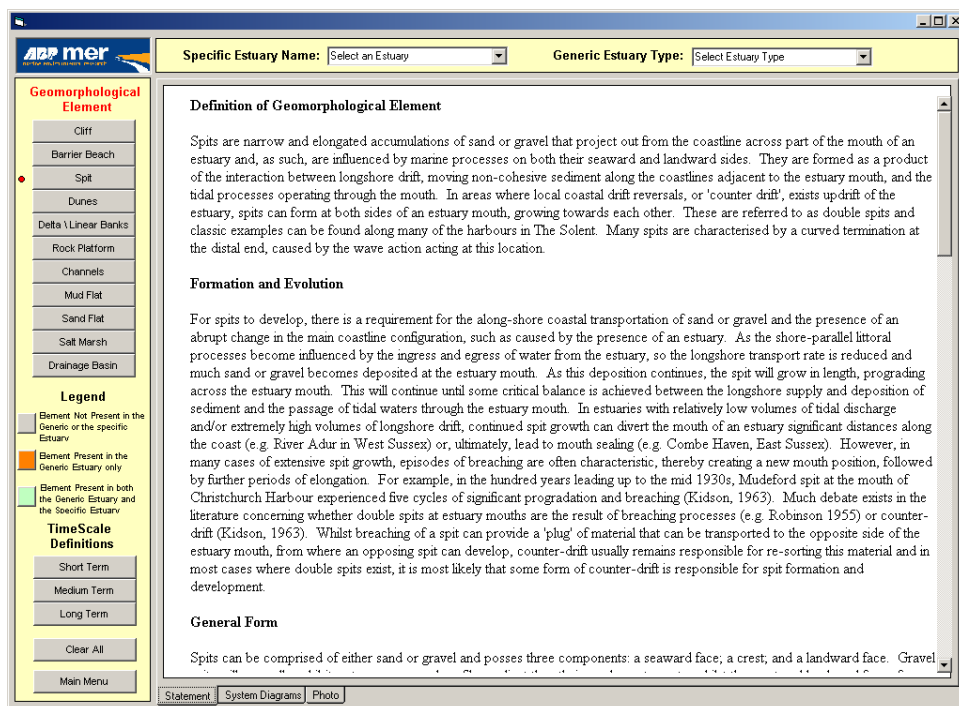 ABP mer
Specific Estuary Name:
Select an Estuary
Generic Estuary Type:
Select Estuary Type
Geomorphological
Element
Cliff
Barrier Beach
Spit
Dunes
Delta \ Linear Banks
Rock Platform
Channels
Mud Flat
Sand Flat
Salt Marsh
Drainage Basin
Legend
Element Not Present in the
Generic or the specific
Estuary
Element Present in the
Generic Estuary only
Element Present in both
the Generic Estuary and
the Specific Estuary
TimeScale
Definitions
Short Term
Medium Term
Long Term
Clear All
Main Menu
Definition of Geomorphological Element
Spits are narrow and elongated accumulations of sand or gravel that project out from the coastline across part of the mouth of an
estuary and, as such, are influenced by marine processes on both their seaward and landward sides. They are formed as a product
of the interaction between longshore drift, moving non-cohesive sediment along the coastlines adjacent to the estuary mouth, and the
tidal processes operating through the mouth. In areas where local coastal drift reversals, or 'counter drift', exists updrift of the
estuary, spits can form at both sides of an estuary mouth, growing towards each other. These are referred to as double spits and
classic examples can be found along many of the harbours in The Solent. Many spits are characterised by a curved termination at
the distal end, caused by the wave action acting at this location.
Formation and Evolution
For spits to develop, there is a requirement for the along-shore coastal transportation of sand or gravel and the presence of an
abrupt change in the main coastline configuration, such as caused by the presence of an estuary. As the shore-parallel littoral
processes become influenced by the ingress and egress of water from the estuary, so the longshore transport rate is reduced and
much sand or gravel becomes deposited at the estuary mouth. As this deposition continues, the spit will grow in length, prograding
across the estuary mouth. This will continue until some critical balance is achieved between the longshore supply and deposition of
sediment and the passage of tidal waters through the estuary mouth. In estuaries with relatively low volumes of tidal discharge
and/or extremely high volumes of longshore drift, continued spit growth can divert the mouth of an estuary significant distances along
the coast (e.g. River Adur in West Sussex) or, ultimately, lead to mouth sealing (e.g. Combe Haven, East Sussex). However, in
many cases of extensive spit growth, episodes of breaching are often characteristic, thereby creating a new mouth position, followed
by further periods of elongation. For example, in the hundred years leading up to the mid 1930s, Mudeford spit at the mouth of
Christchurch Harbour experienced five cycles of significant progradation and breaching (Kidson, 1963). Much debate exists in the
literature concerning whether double spits at estuary mouths are the result of breaching processes (e.g. Robinson 1955) or counter-
drift (Kidson, 1963). Whilst breaching of a spit can provide a 'plug' of material that can be transported to the opposite side of the
estuary mouth, from where an opposing spit can develop, counter-drift usually remains responsible for re-sorting this material and in
most cases where double spits exist, it is most likely that some form of counter-drift is responsible for spit formation and
development.
General Form
Spits can be comprised of either sand or gravel and posses three components: a seaward face; a crest; and a landward face. Gravel
Statement
System Diagrams
Photo